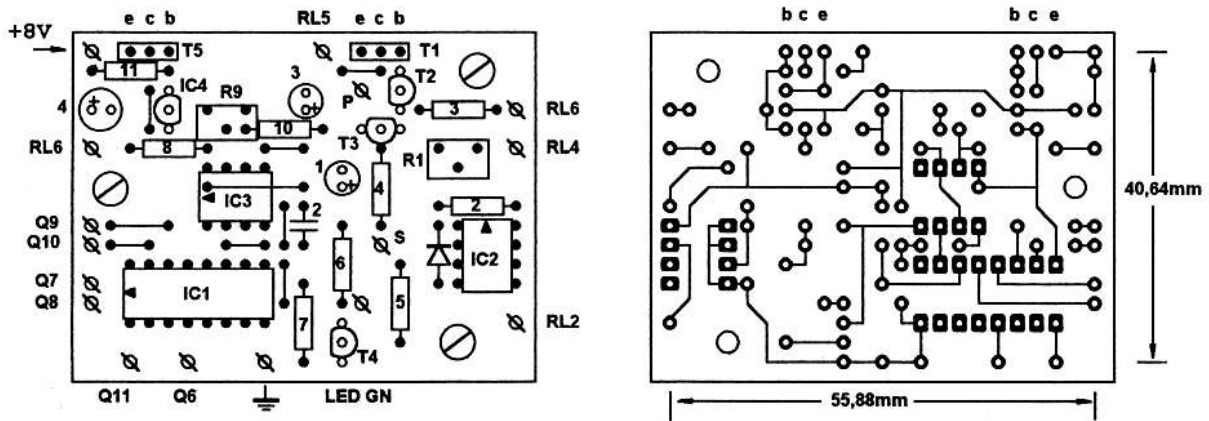 e c b RL5 e c b
+8V T5 T1
11 IC4 3 T2
4 R9 P 3 RL6
10 T3
RL6 8 R1 RL4
1 4
IC3 2 2
Q9
Q10 S
6 IC2
Q7 IC1 5
Q8
7 RL2
T4
Q11 Q6 LED GN
b c e b c e
40,64mm
55,88mm